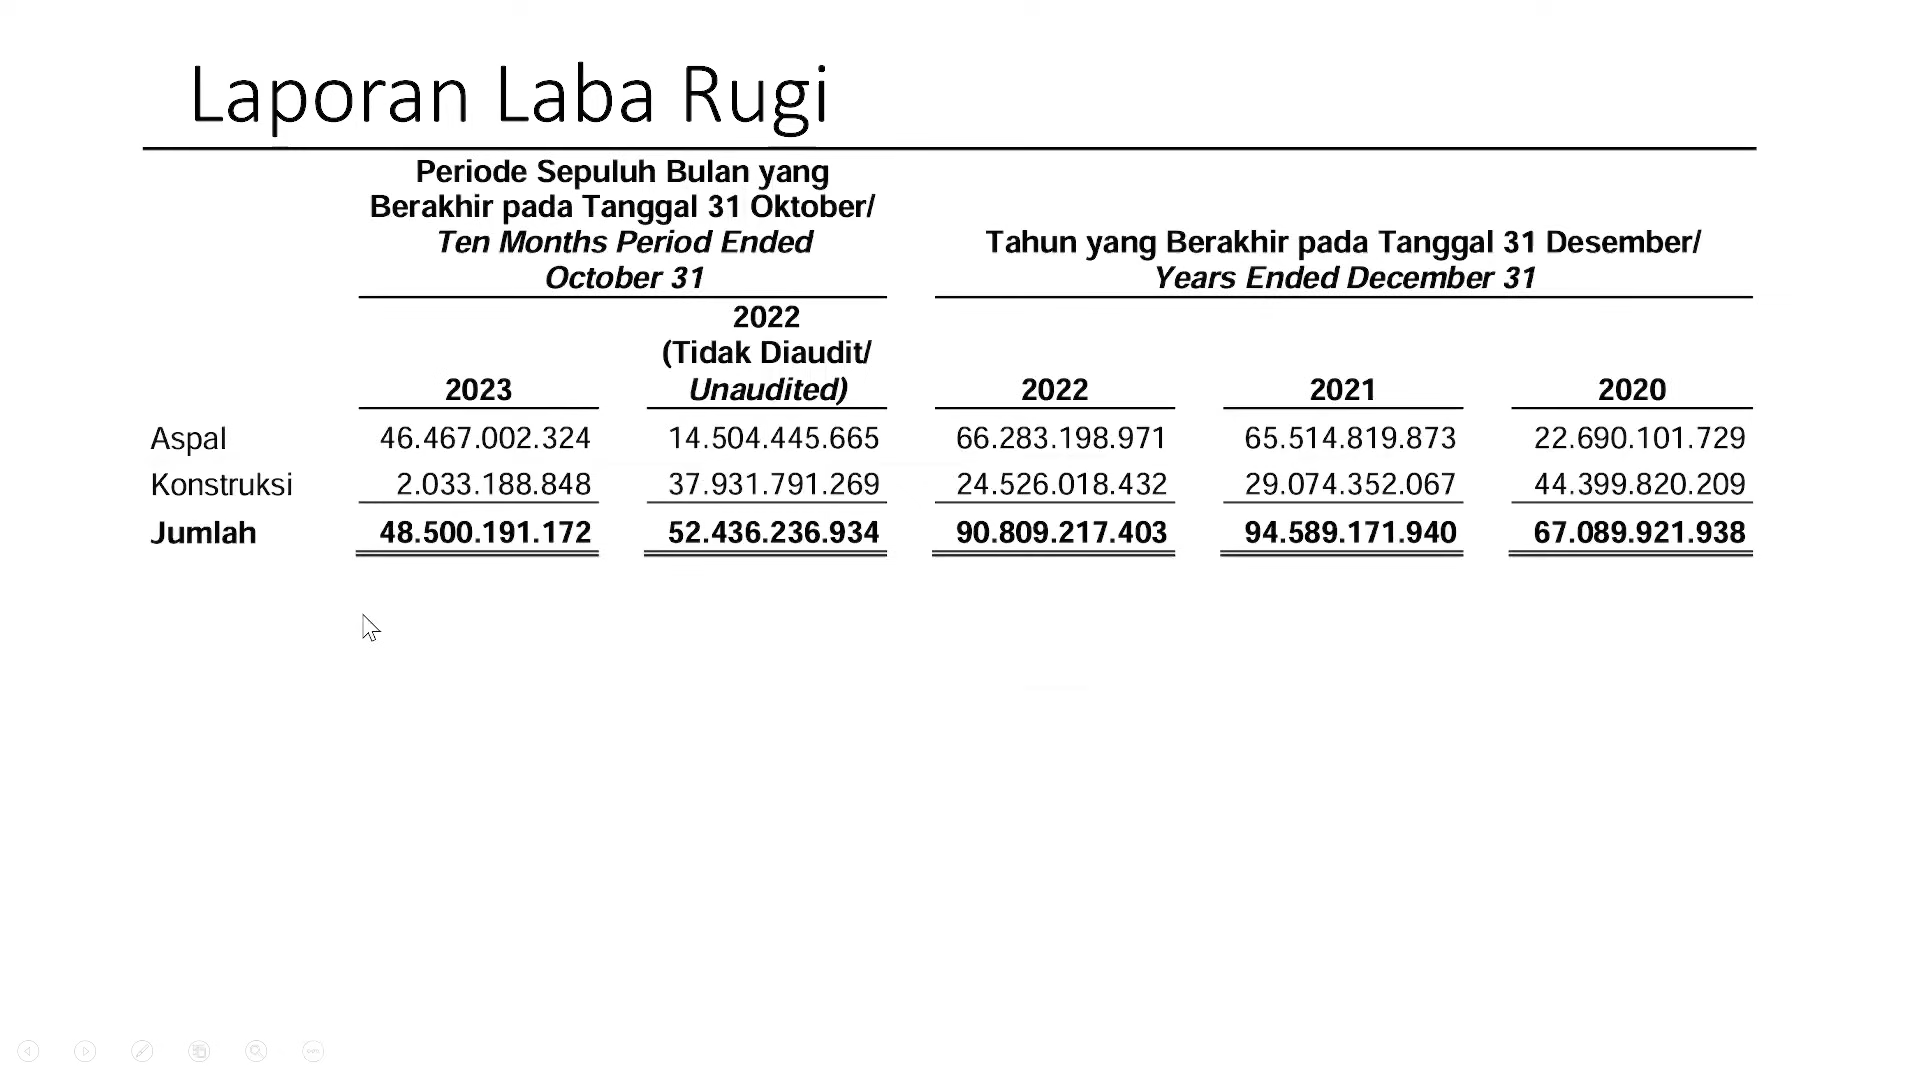 Laporan Laba Rugi
Periode Sepuluh Bulan yang
Berakhir pada Tanggal 31 Oktober/
Ten Months Period Ended
October 31
Tahun yang Berakhir pada Tanggal 31 Desember/
Years Ended December 31
2022
(Tidak Diaudit/
2023 Unaudited) 2022 2021 2020
Aspal 46.467.002.324 14.504.445.665 66.283.198.971 65.514.819.873 22.690.101.729
Konstruksi 2.033.188.848 37.931.791.269 24.526.018.432 29.074.352.067 44.399.820.209
Jumlah 48.500.191.172 52.436.236.934 90.809.217.403 94.589.171.940 67.089.921.938